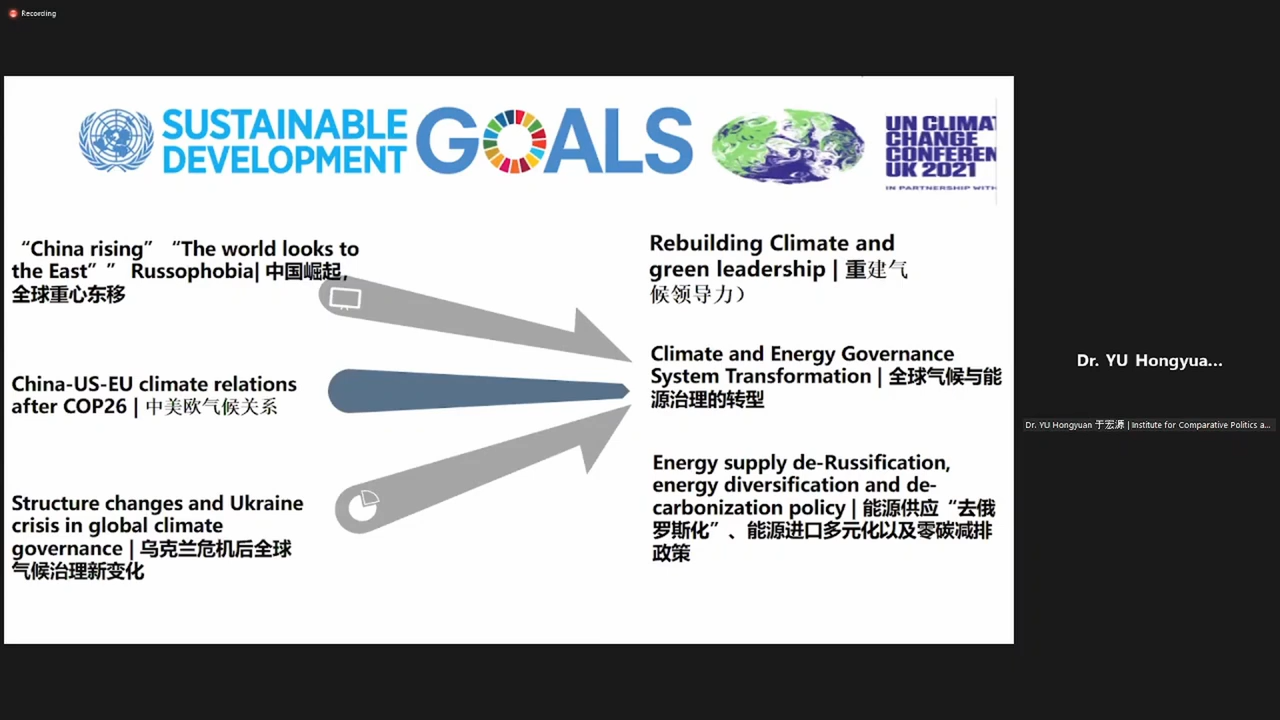 Recording
SUSTAINABLE
DEVELOPMENT
GOALS
UN CLIMAT
CHANGE
CONFEREN
UK 2021
IN PARTNERSHIP WITH
“China rising” “The world looks to
the East” ” Russophobia| 中国崛起，
全球重心东移
China-US-EU climate relations
after COP26 | 中美欧气候关系
Structure changes and Ukraine
crisis in global climate
governance | 乌克兰危机后全球
气候治理新变化
Rebuilding Climate and
green leadership | 重建气
候领导力）
Climate and Energy Governance
System Transformation | 全球气候与能
源治理的转型
Energy supply de-Russification,
energy diversification and de-
carbonization policy | 能源供应“去俄
罗斯化”、能源进口多元化以及零碳减排
政策
Dr. YU Hongyua...
Dr. YU Hongyuan 于宏源 | Institute for Comparative Politics a...